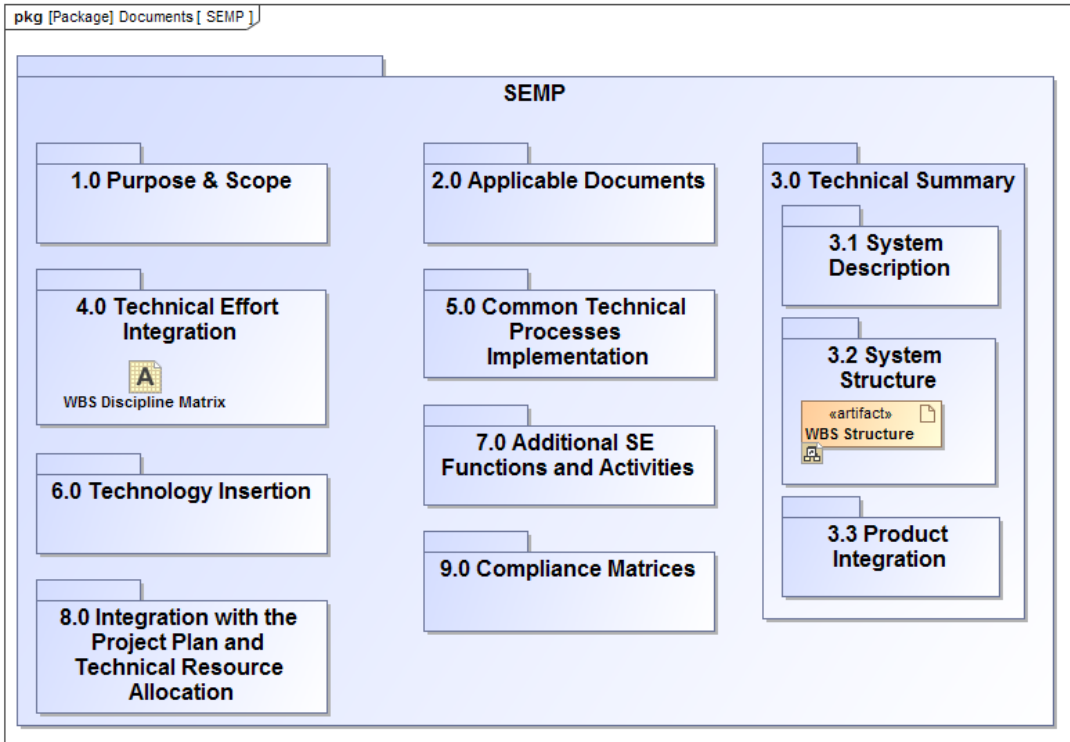 pkg [Package] Documents [ SEMP ]
SEMP
1.0 Purpose & Scope
2.0 Applicable Documents
3.0 Technical Summary
3.1 System
Description
3.2 System
Structure
«artifact»
WBS Structure
3.3 Product
Integration
4.0 Technical Effort
Integration
A
WBS Discipline Matrix
5.0 Common Technical
Processes
Implementation
6.0 Technology Insertion
7.0 Additional SE
Functions and Activities
8.0 Integration with the
Project Plan and
Technical Resource
Allocation
9.0 Compliance Matrices